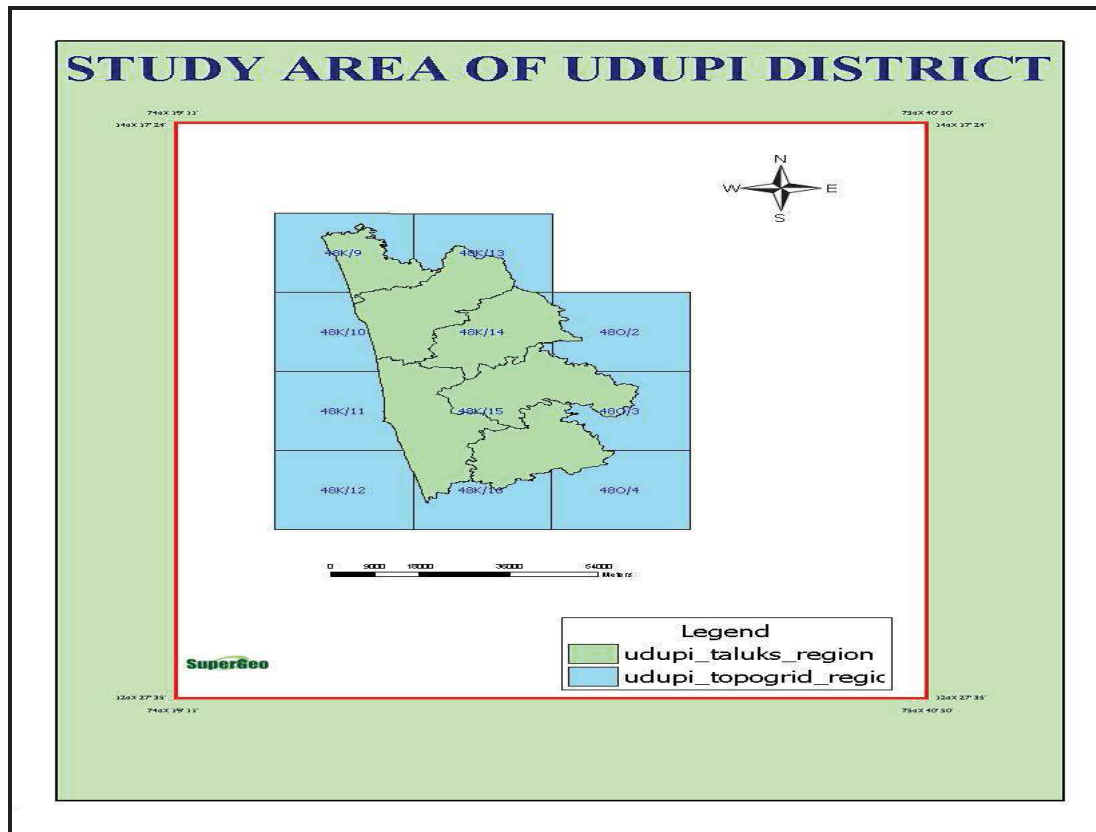 STUDY AREA OF UDUPI DISTRICT
N
W E
S
48K/9 48K/13
48K/10 48K/14 48O/2
48K/11 48K/15 48O/3
48K/12 48K/16 48O/4
0 9000 18000 36000 54000
Meters
Legend
udupi_taluks_region
udupi_topogrid_regic
SuperGeo